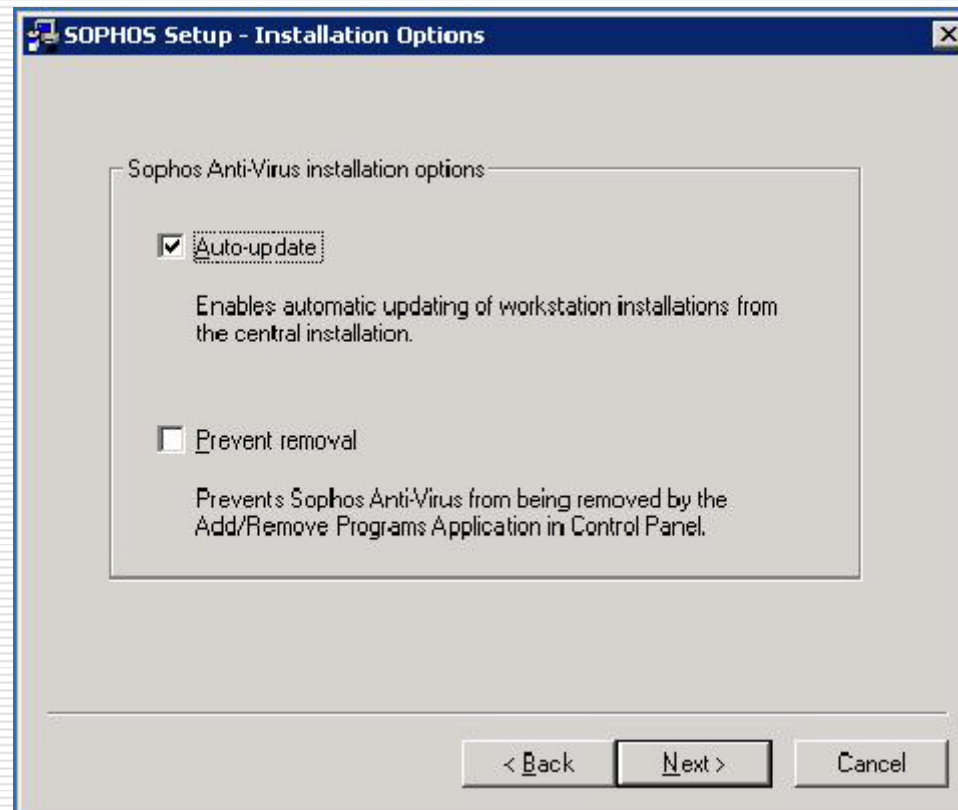 SOPHOS Setup - Installation Options
Sophos Anti-Virus installation options
Auto-update
Enables automatic updating of workstation installations from
the central installation.
Prevent removal
Prevents Sophos Anti-Virus from being removed by the
Add/Remove Programs Application in Control Panel.
< Back Next > Cancel